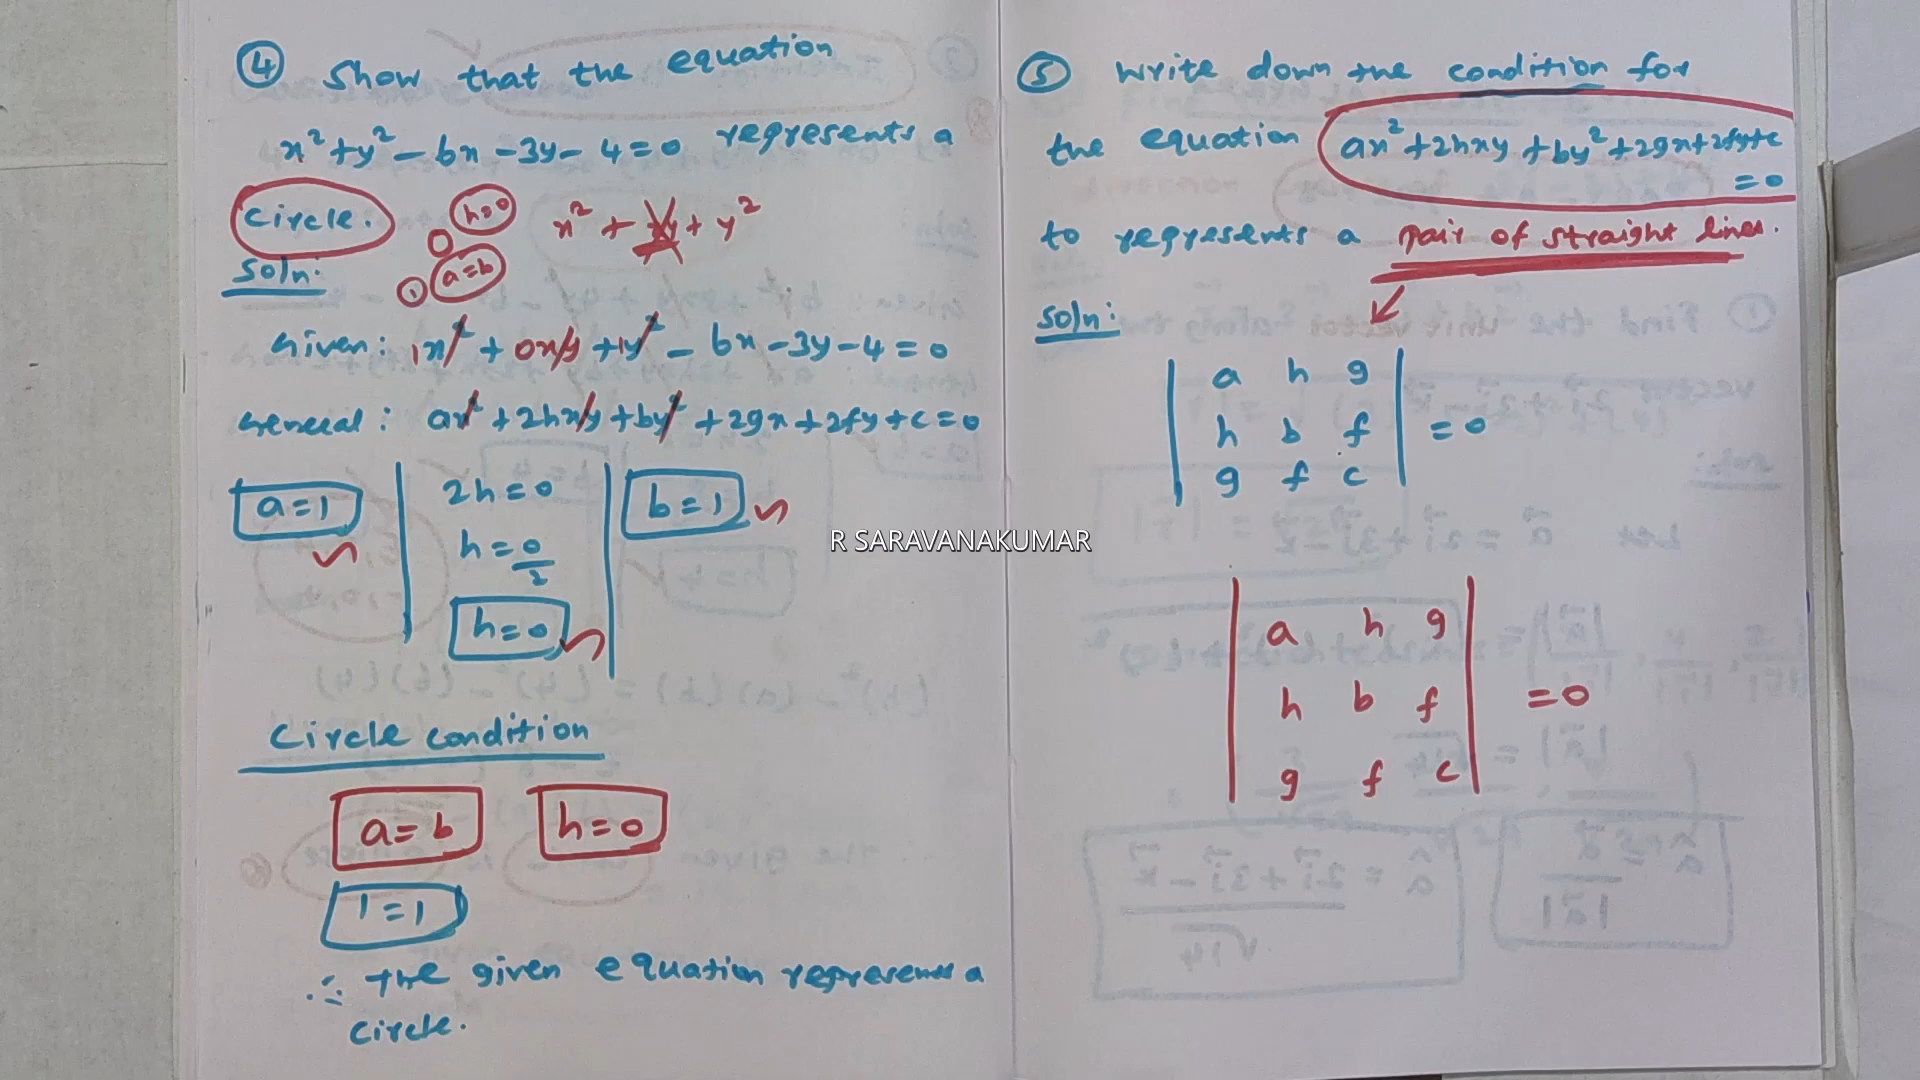 ④ Show that the equation
x² + y² - 6x - 3y - 4 = 0 represents a
circle. h=0 x² + xy + y²
① a=b
Soln:
Given: 1x² + 0xy + 1y² - 6x - 3y - 4 = 0
General: ax² + 2hxy + by² + 2gx + 2fy + c = 0
a=1 2h=0 b=1
h = 0/2
h=0
Circle condition
a=b h=0
1=1
∴ The given equation represents a
circle.
⑤ Write down the condition for
the equation ax² + 2hxy + by² + 2gx + 2fy + c
=0
to represents a pair of straight lines.
Soln:
| a h g |
| h b f | = 0
| g f c |
R SARAVANAKUMAR
| a h g |
| h b f | = 0
| g f c |